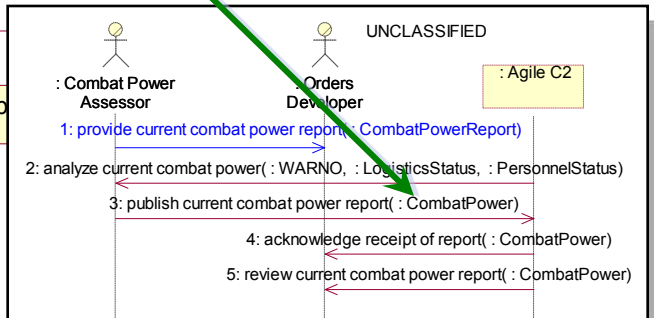 UNCLASSIFIED
: Combat Power
Assessor
: Orders
Developer
: Agile C2
1: provide current combat power report( : CombatPowerReport)
2: analyze current combat power( : WARNO, : LogisticsStatus, : PersonnelStatus)
3: publish current combat power report( : CombatPower)
4: acknowledge receipt of report( : CombatPower)
5: review current combat power report( : CombatPower)